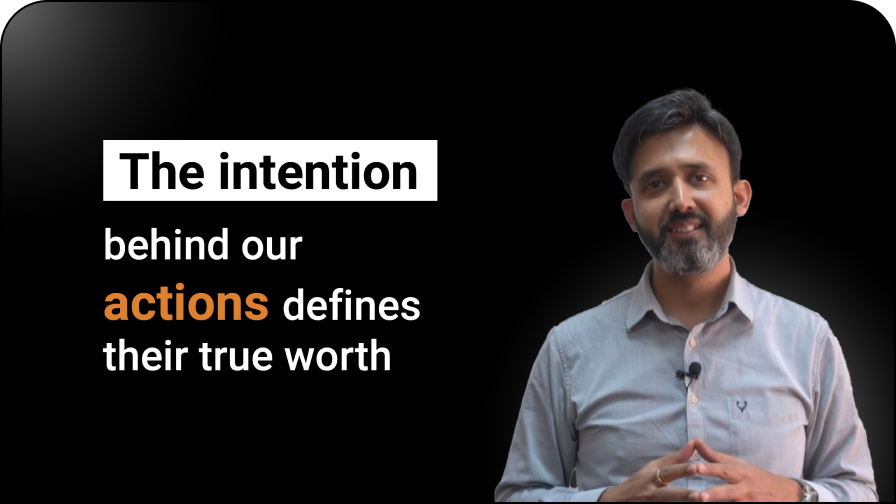 The intention
behind our
actions defines
their true worth